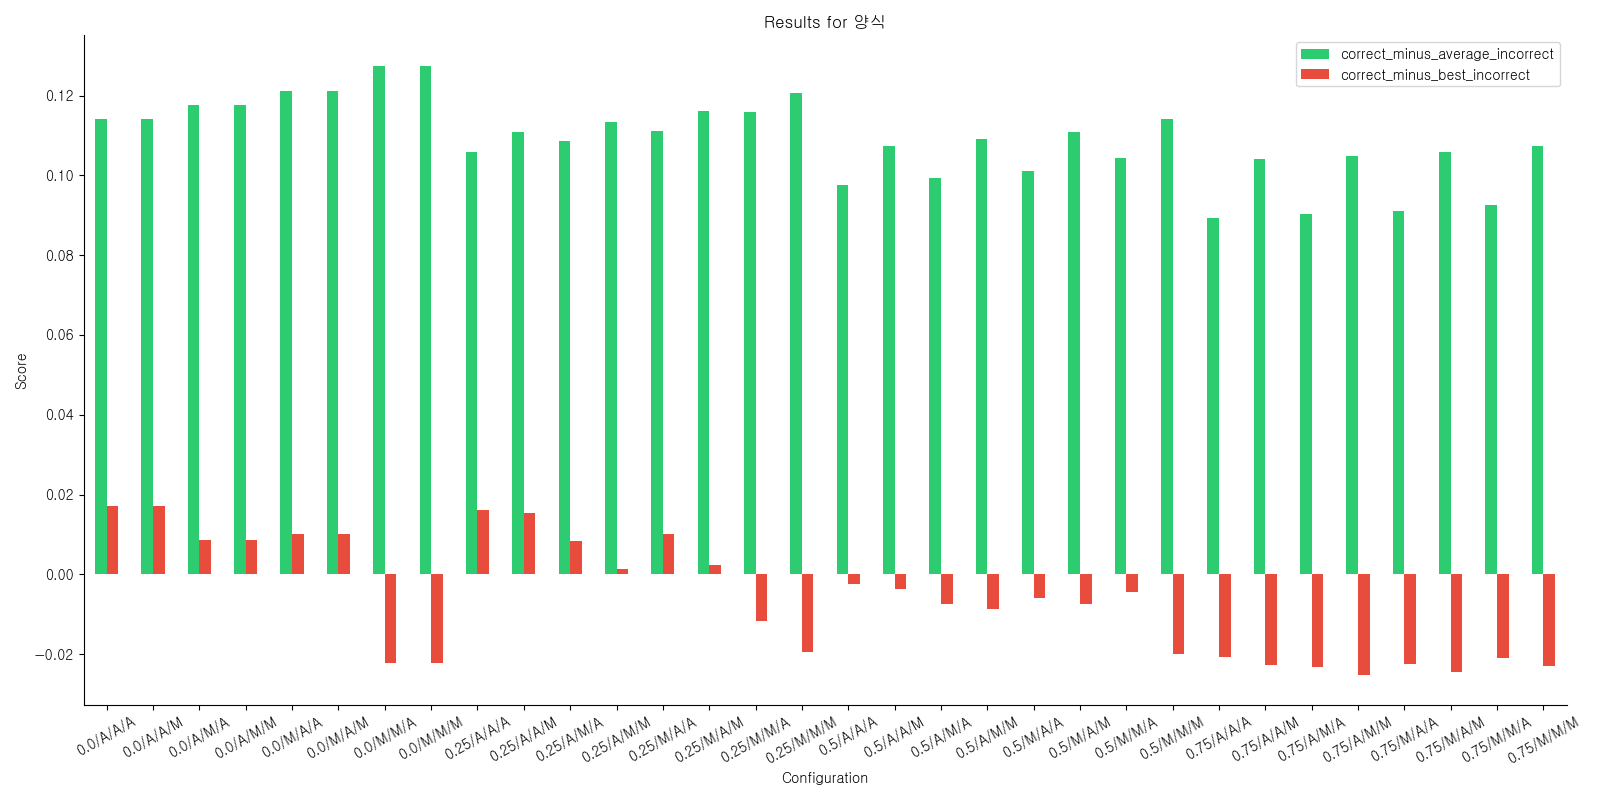 Results for 양식
correct_minus_average_incorrect
correct_minus_best_incorrect
0.12
0.10
0.08
0.06
0.04
0.02
0.00
−0.02
Score
0.0/A/A/A
0.0/A/A/M
0.0/A/M/A
0.0/A/M/M
0.0/M/A/A
0.0/M/A/M
0.0/M/M/A
0.0/M/M/M
0.25/A/A/A
0.25/A/A/M
0.25/A/M/A
0.25/A/M/M
0.25/M/A/A
0.25/M/A/M
0.25/M/M/A
0.25/M/M/M
0.5/A/A/A
0.5/A/A/M
0.5/A/M/A
0.5/A/M/M
0.5/M/A/A
0.5/M/A/M
0.5/M/M/A
0.5/M/M/M
0.75/A/A/A
0.75/A/A/M
0.75/A/M/A
0.75/A/M/M
0.75/M/A/A
0.75/M/A/M
0.75/M/M/A
0.75/M/M/M
Configuration